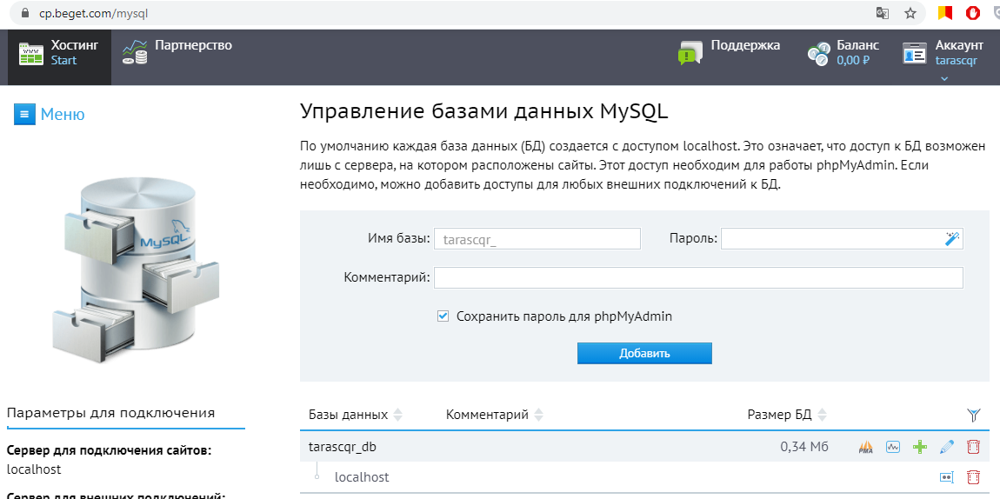 cp.beget.com/mysql
Хостинг
Start
Партнерство
Поддержка
Баланс
0,00 ₽
Аккаунт
tarascqr
Меню
Управление базами данных MySQL
По умолчанию каждая база данных (БД) создается с доступом localhost. Это означает, что доступ к БД возможен
лишь с сервера, на котором расположены сайты. Этот доступ необходим для работы phpMyAdmin. Если
необходимо, можно добавить доступы для любых внешних подключений к БД.
MySQL
Имя базы: tarascqr_ Пароль:
Комментарий:
Сохранить пароль для phpMyAdmin
Добавить
Параметры для подключения
Сервер для подключения сайтов:
localhost
Сервер для внешних подключений:
Базы данных Комментарий Размер БД
tarascqr_db 0,34 Мб PMA
localhost